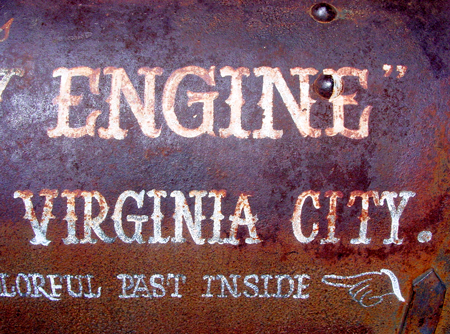 ENGINE”
VIRGINIA CITY.
LORFUL PAST INSIDE